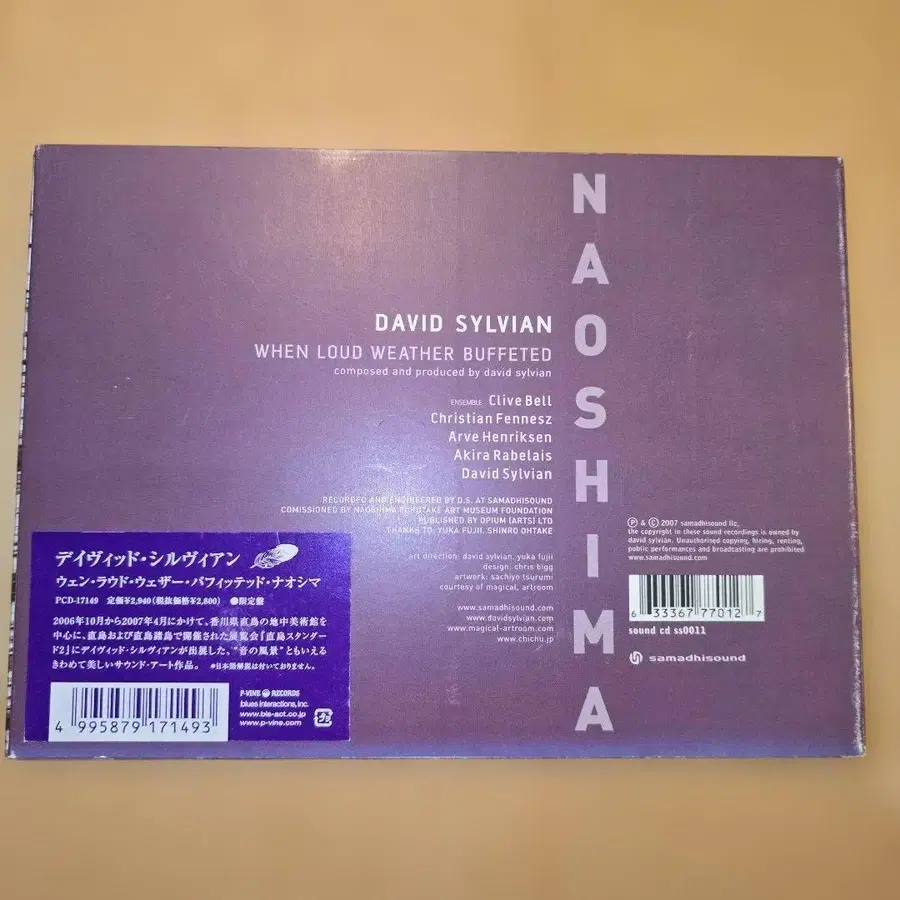 DAVID SYLVIAN
WHEN LOUD WEATHER BUFFETED
NAOSHIMA
composed and produced by david sylvian
ENSEMBLE Clive Bell
Christian Fennesz
Arve Henriksen
Akira Rabelais
David Sylvian
RECORDED AND ENGINEERED BY D.S. AT SAMADHISOUND
COMISSIONED BY NAOSHIMA FUKUTAKE ART MUSEUM FOUNDATION
PUBLISHED BY OPIUM (ARTS) LTD
THANKS TO: YUKA FUJII, SHINRO OHTAKE
art direction: david sylvian, yuka fujii
design: chris bigg
artwork: sachiyo tsurumi
courtesy of magical, artroom
www.samadhisound.com
www.davidsylvian.com
www.magical-artroom.com
www.chichu.jp
Ⓟ & © 2007 samadhisound llc,
the copyright in these sound recordings is owned by
david sylvian. Unauthorised copying, hiring, renting,
public performances and broadcasting are prohibited
www.samadhisound.com
6 33367 77012 7
sound cd ss0011
samadhisound
デイヴィッド・シルヴィアン
ウェン・ラウド・ウェザー・バフィッテッド・ナオシマ
PCD-17149 定価¥2,940(税抜価格¥2,800) ●限定盤
2006年10月から2007年4月にかけて、香川県直島の地中美術館を
中心に、直島および直島諸島で開催された展覧会『直島スタンダー
ド2』にデイヴィッド・シルヴィアンが出展した、“音の風景”ともいえる
きわめて美しいサウンド・アート作品。 *日本語解説は付いておりません。
4 995879 171493
P-VINE RECORDS
blues interactions, inc.
www.bls-act.co.jp
www.p-vine.com